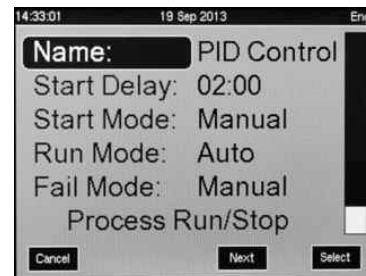 14:33:01 19 Sep 2013
Name: PID Control
Start Delay: 02:00
Start Mode: Manual
Run Mode: Auto
Fail Mode: Manual
Process Run/Stop
Cancel Next Select